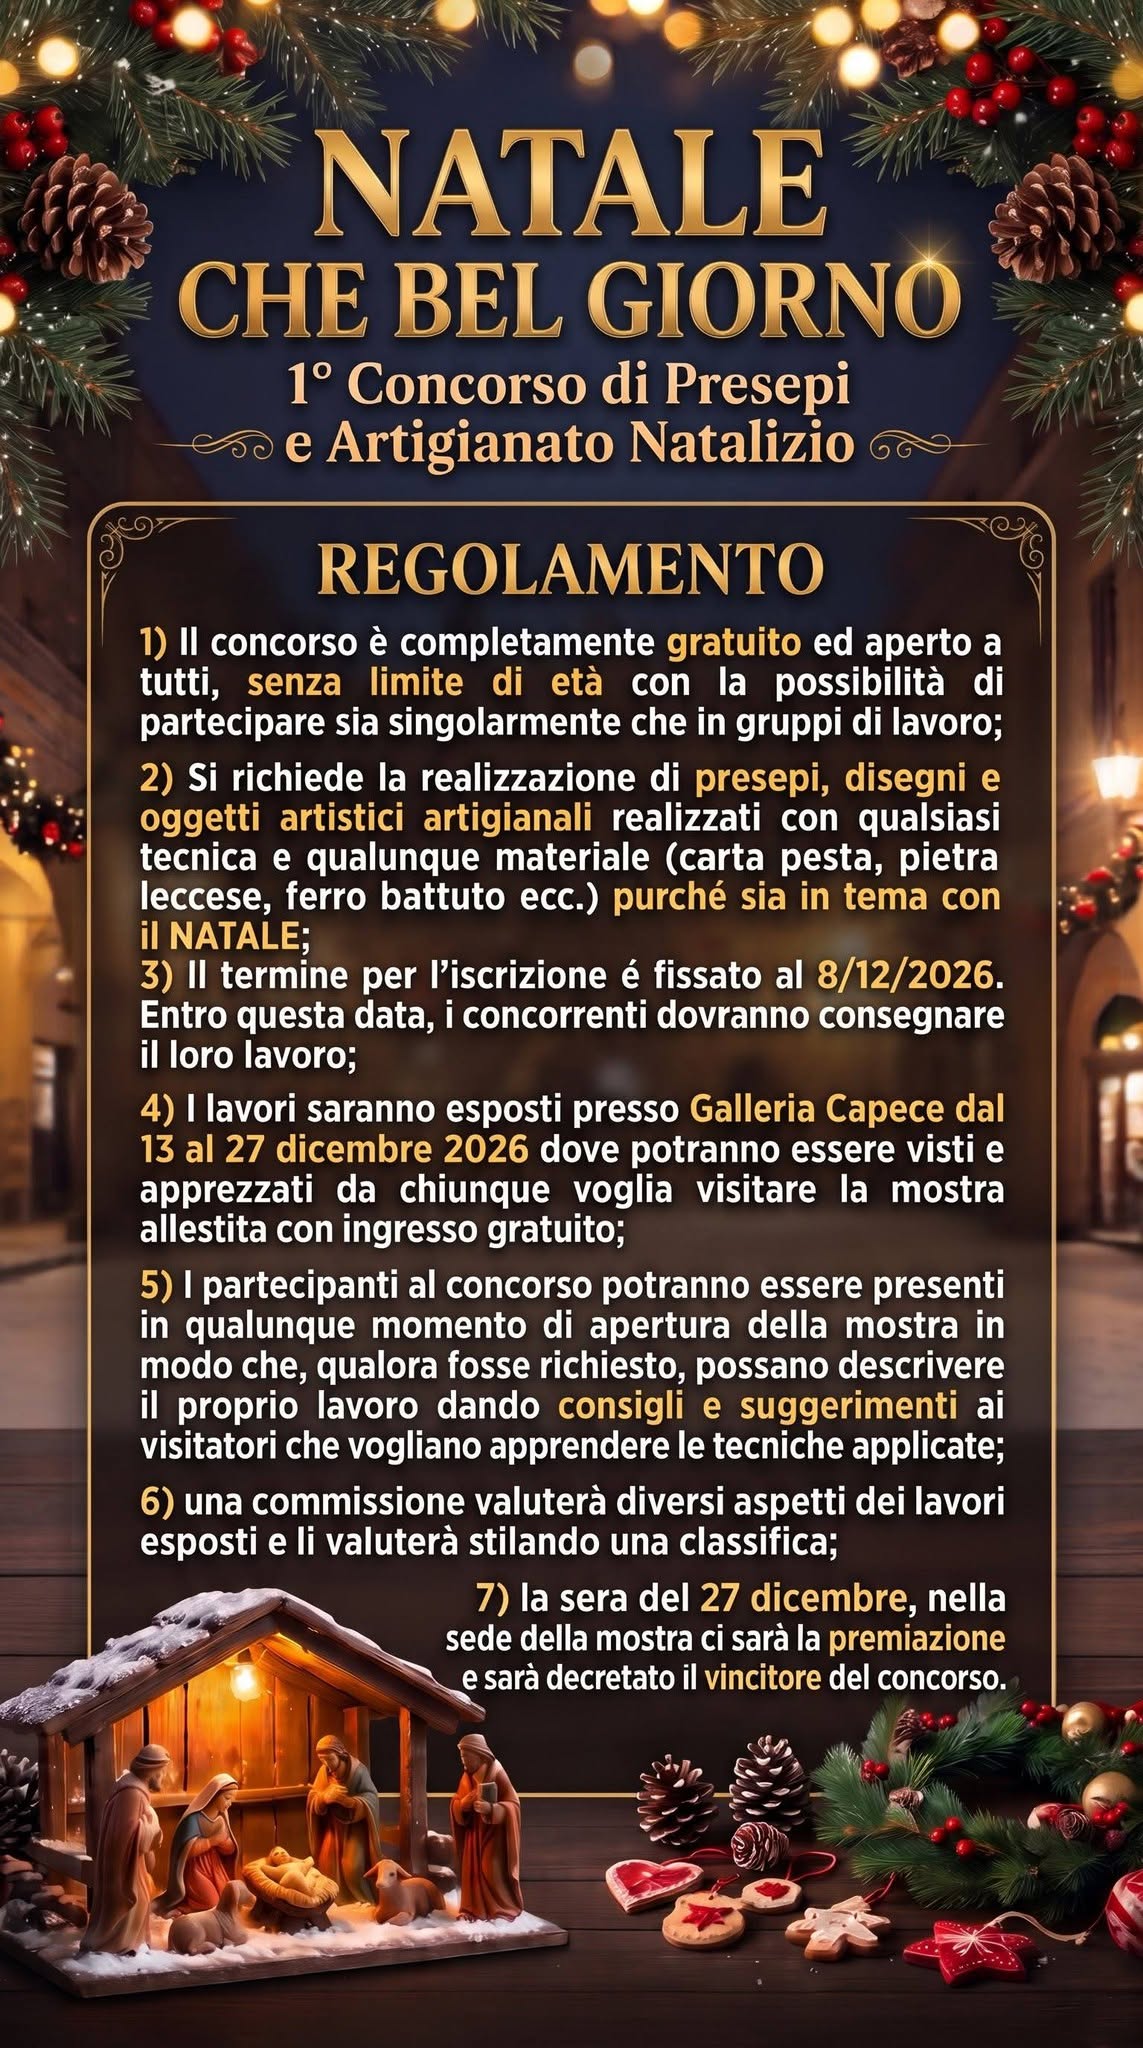 NATALE
CHE BEL GIORNO
1° Concorso di Presepi
e Artigianato Natalizio
REGOLAMENTO
1) Il concorso è completamente gratuito ed aperto a
tutti, senza limite di età con la possibilità di
partecipare sia singolarmente che in gruppi di lavoro;
2) Si richiede la realizzazione di presepi, disegni e
oggetti artistici artigianali realizzati con qualsiasi
tecnica e qualunque materiale (carta pesta, pietra
leccese, ferro battuto ecc.) purché sia in tema con
il NATALE;
3) Il termine per l’iscrizione é fissato al 8/12/2026.
Entro questa data, i concorrenti dovranno consegnare
il loro lavoro;
4) I lavori saranno esposti presso Galleria Capece dal
13 al 27 dicembre 2026 dove potranno essere visti e
apprezzati da chiunque voglia visitare la mostra
allestita con ingresso gratuito;
5) I partecipanti al concorso potranno essere presenti
in qualunque momento di apertura della mostra in
modo che, qualora fosse richiesto, possano descrivere
il proprio lavoro dando consigli e suggerimenti ai
visitatori che vogliano apprendere le tecniche applicate;
6) una commissione valuterà diversi aspetti dei lavori
esposti e li valuterà stilando una classifica;
7) la sera del 27 dicembre, nella
sede della mostra ci sarà la premiazione
e sarà decretato il vincitore del concorso.